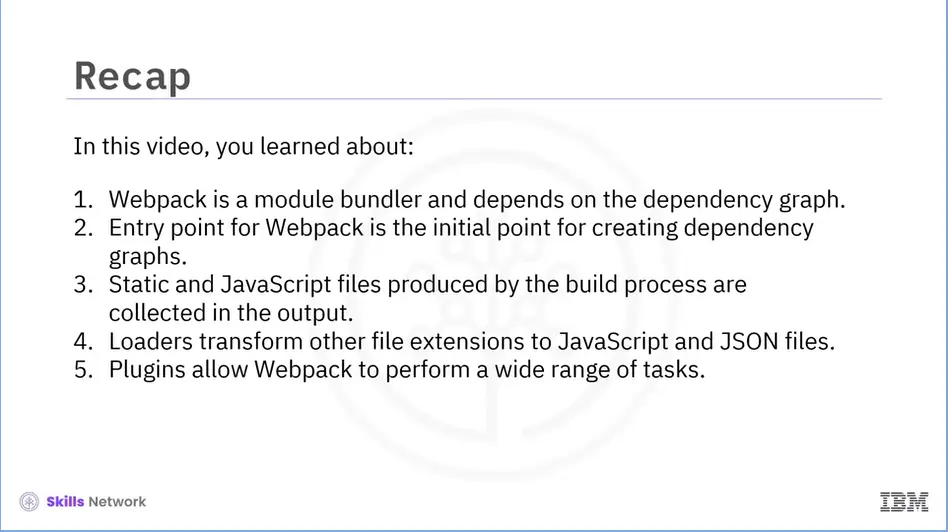 Recap
In this video, you learned about:
1. Webpack is a module bundler and depends on the dependency graph.
2. Entry point for Webpack is the initial point for creating dependency
graphs.
3. Static and JavaScript files produced by the build process are
collected in the output.
4. Loaders transform other file extensions to JavaScript and JSON files.
5. Plugins allow Webpack to perform a wide range of tasks.
Skills Network
IBM